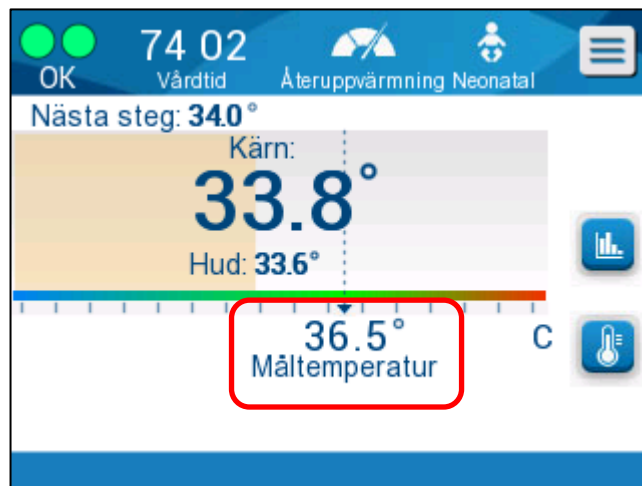 OK
74 02
Vårdtid
Återuppvärmning
Neonatal
Nästa steg: 34.0°
Kärn:
33.8°
Hud: 33.6°
36.5°
C
Måltemperatur